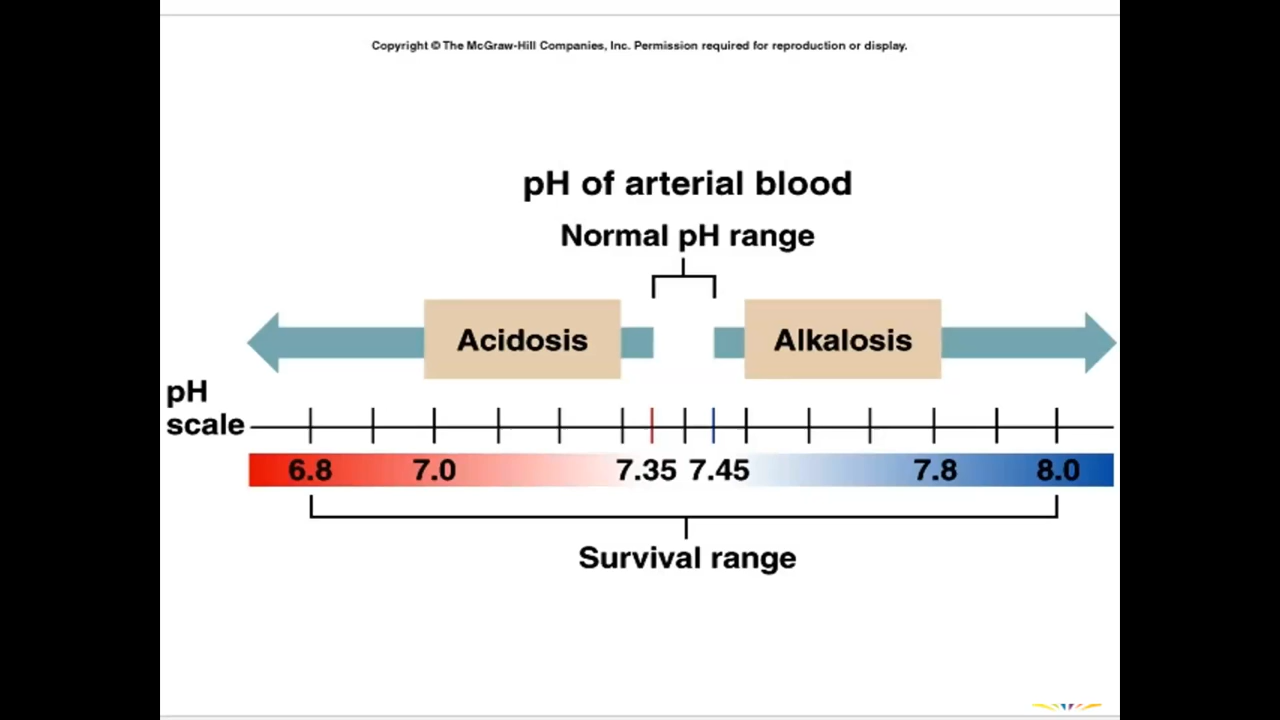 Copyright © The McGraw-Hill Companies, Inc. Permission required for reproduction or display.
pH of arterial blood
Normal pH range
Acidosis
Alkalosis
pH
scale
6.8 7.0 7.35 7.45 7.8 8.0
Survival range